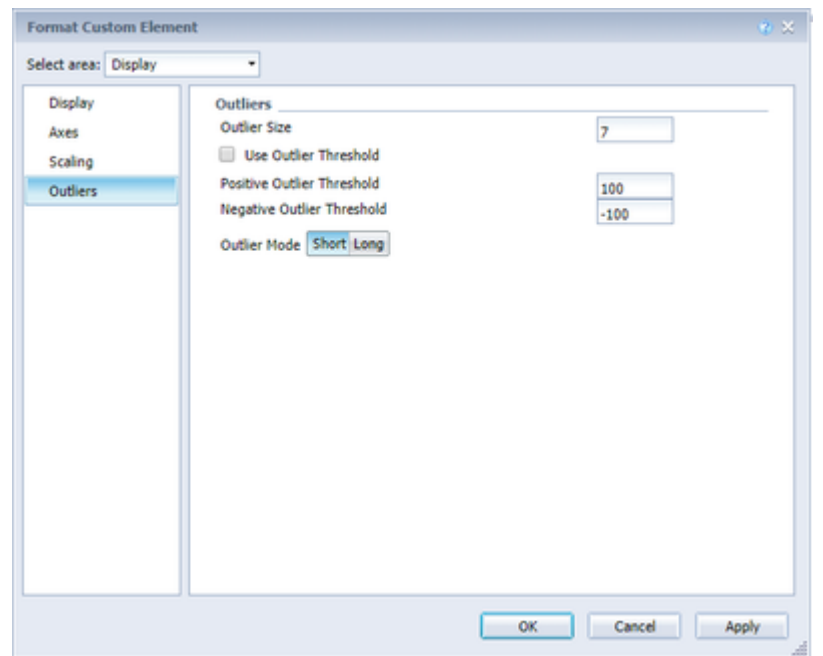 Format Custom Element
Select area: Display
Display
Axes
Scaling
Outliers
Outliers
Outlier Size 7
Use Outlier Threshold
Positive Outlier Threshold 100
Negative Outlier Threshold -100
Outlier Mode Short Long
OK Cancel Apply